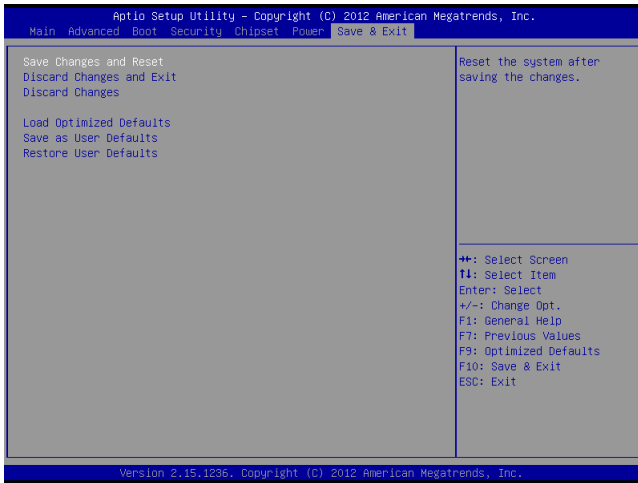 Aptio Setup Utility – Copyright (C) 2012 American Megatrends, Inc.
Main Advanced Boot Security Chipset Power Save & Exit
Save Changes and Reset
Discard Changes and Exit
Discard Changes
Load Optimized Defaults
Save as User Defaults
Restore User Defaults
Reset the system after
saving the changes.
→←: Select Screen
↑↓: Select Item
Enter: Select
+/-: Change Opt.
F1: General Help
F7: Previous Values
F9: Optimized Defaults
F10: Save & Exit
ESC: Exit
Version 2.15.1236. Copyright (C) 2012 American Megatrends, Inc.